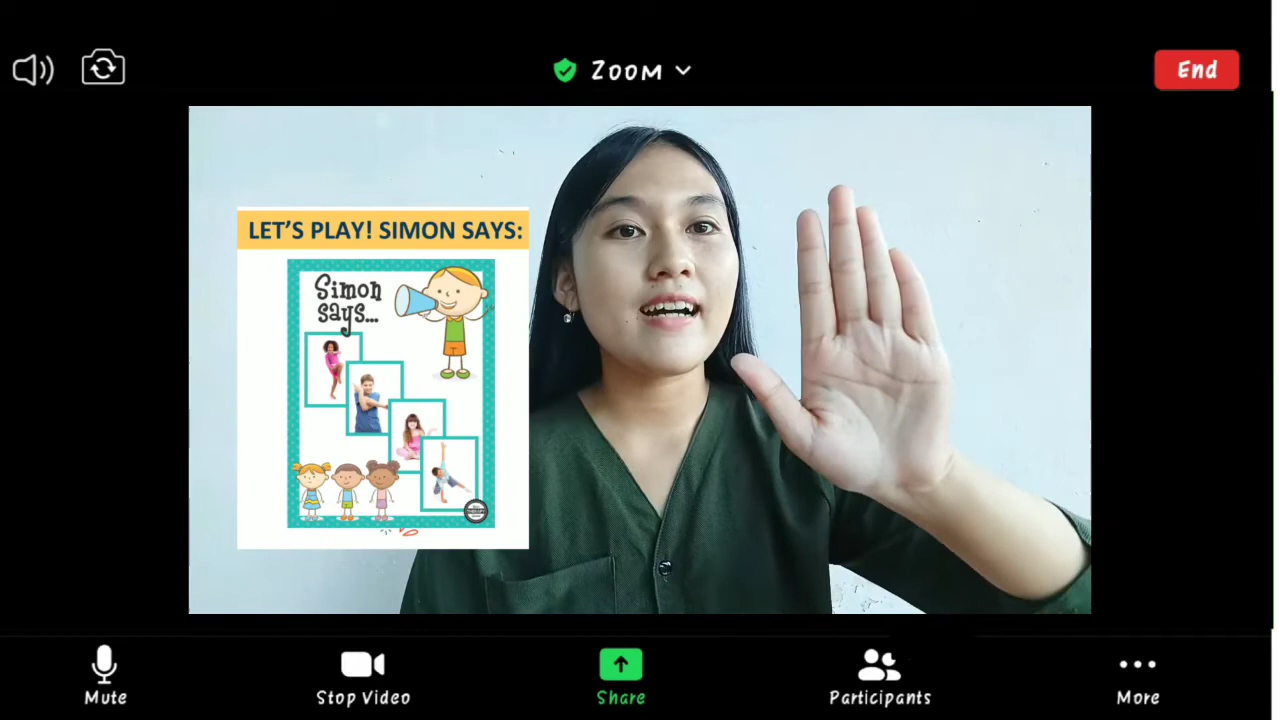 Zoom
End
LET'S PLAY! SIMON SAYS:
Simon
says...
Mute
Stop Video
Share
Participants
More